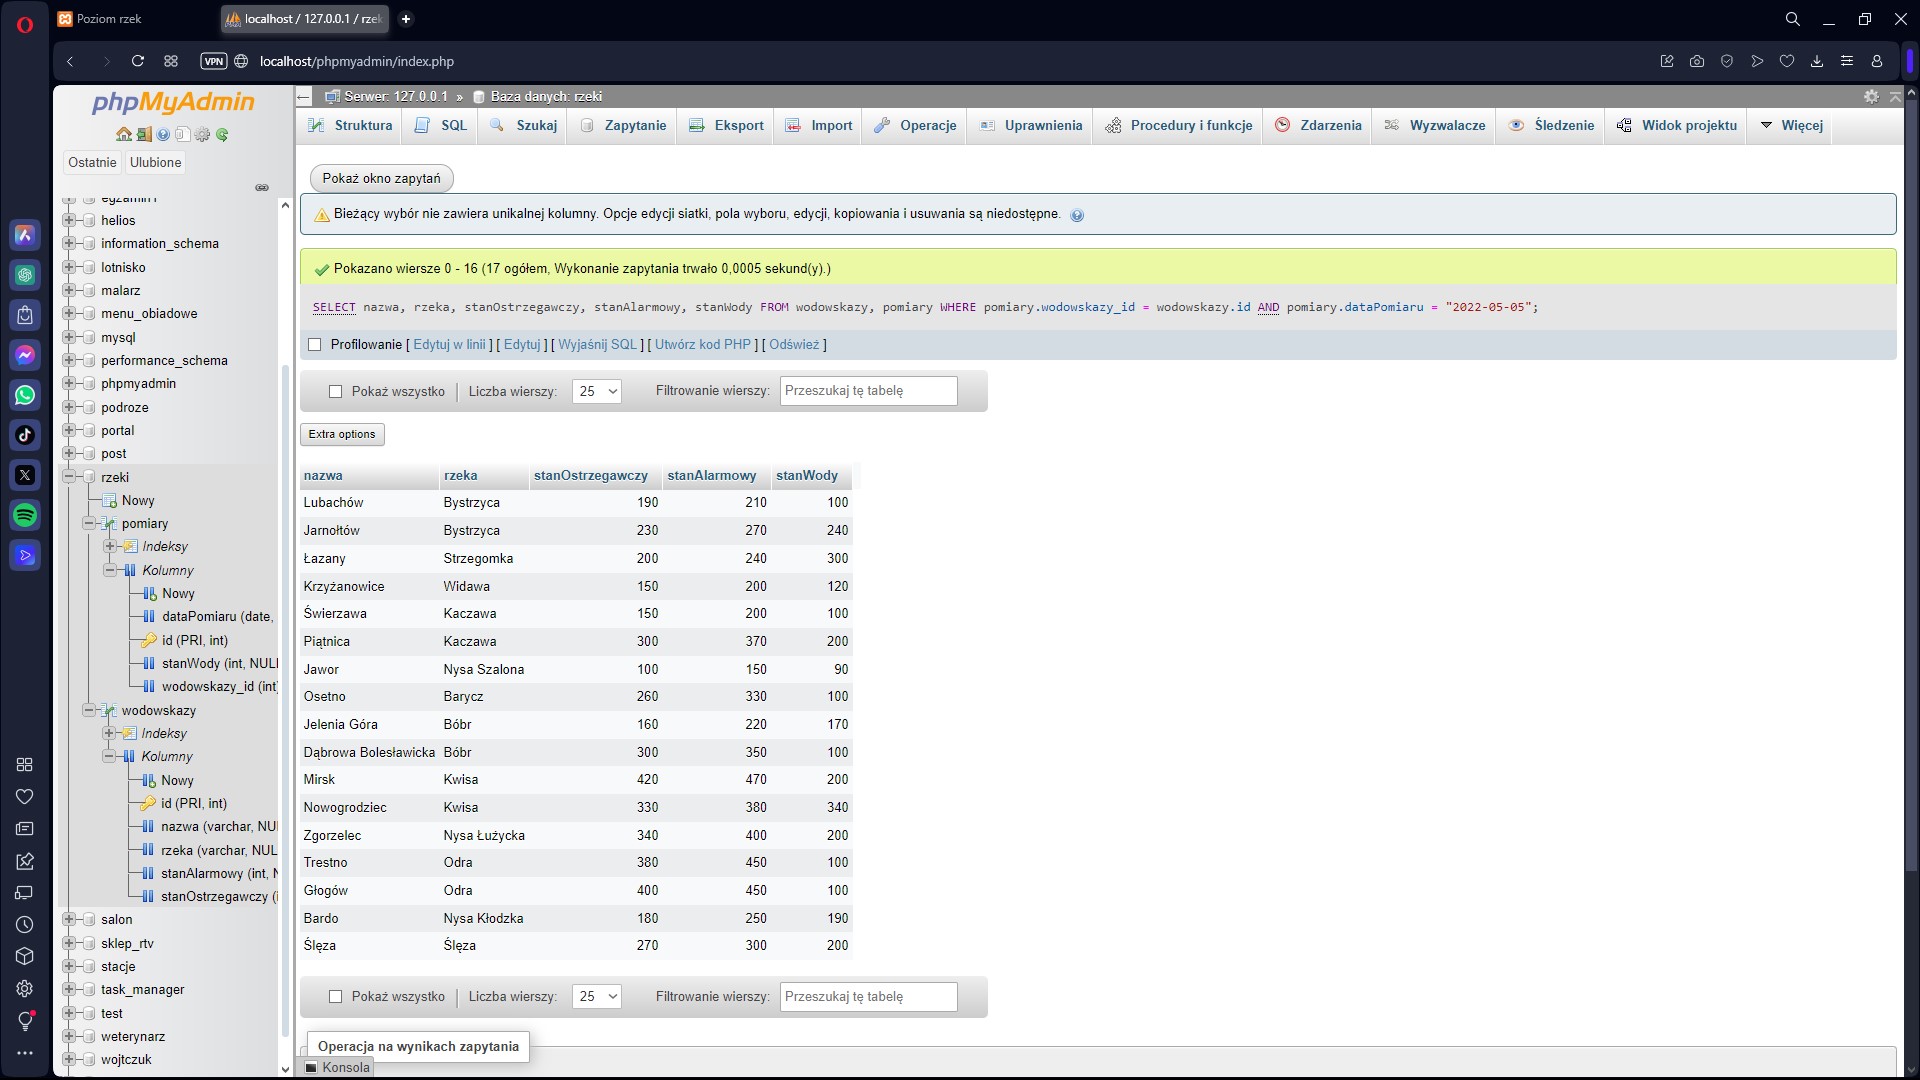 Poziom rzek
localhost / 127.0.0.1 / rzek
VPN
localhost/phpmyadmin/index.php
phpMyAdmin
Ostatnie
Ulubione
egzamin1
helios
information_schema
lotnisko
malarz
menu_obiadowe
mysql
performance_schema
phpmyadmin
podroze
portal
post
rzeki
Nowy
pomiary
Indeksy
Kolumny
Nowy
dataPomiaru (date,
id (PRI, int)
stanWody (int, NULL
wodowskazy_id (int)
wodowskazy
Indeksy
Kolumny
Nowy
id (PRI, int)
nazwa (varchar, NU
rzeka (varchar, NUL
stanAlarmowy (int, N
stanOstrzegawczy (i
salon
sklep_rtv
stacje
task_manager
test
weterynarz
wojtczuk
Serwer: 127.0.0.1 » Baza danych: rzeki
Struktura SQL Szukaj Zapytanie Eksport Import Operacje Uprawnienia Procedury i funkcje Zdarzenia Wyzwalacze Śledzenie Widok projektu Więcej
Pokaż okno zapytań
Bieżący wybór nie zawiera unikalnej kolumny. Opcje edycji siatki, pola wyboru, edycji, kopiowania i usuwania są niedostępne.
Pokazano wiersze 0 - 16 (17 ogółem, Wykonanie zapytania trwało 0,0005 sekund(y).)
SELECT nazwa, rzeka, stanOstrzegawczy, stanAlarmowy, stanWody FROM wodowskazy, pomiary WHERE pomiary.wodowskazy_id = wodowskazy.id AND pomiary.dataPomiaru = "2022-05-05";
Profilowanie [ Edytuj w linii ] [ Edytuj ] [ Wyjaśnij SQL ] [ Utwórz kod PHP ] [ Odśwież ]
Pokaż wszystko Liczba wierszy: 25 Filtrowanie wierszy: Przeszukaj tę tabelę
Extra options
nazwa rzeka stanOstrzegawczy stanAlarmowy stanWody
Lubachów Bystrzyca 190 210 100
Jarnołtów Bystrzyca 230 270 240
Łazany Strzegomka 200 240 300
Krzyżanowice Widawa 150 200 120
Świerzawa Kaczawa 150 200 100
Piątnica Kaczawa 300 370 200
Jawor Nysa Szalona 100 150 90
Osetno Barycz 260 330 100
Jelenia Góra Bóbr 160 220 170
Dąbrowa Bolesławicka Bóbr 300 350 100
Mirsk Kwisa 420 470 200
Nowogrodziec Kwisa 330 380 340
Zgorzelec Nysa Łużycka 340 400 200
Trestno Odra 380 450 100
Głogów Odra 400 450 100
Bardo Nysa Kłodzka 180 250 190
Ślęza Ślęza 270 300 200
Pokaż wszystko Liczba wierszy: 25 Filtrowanie wierszy: Przeszukaj tę tabelę
Operacja na wynikach zapytania
Konsola